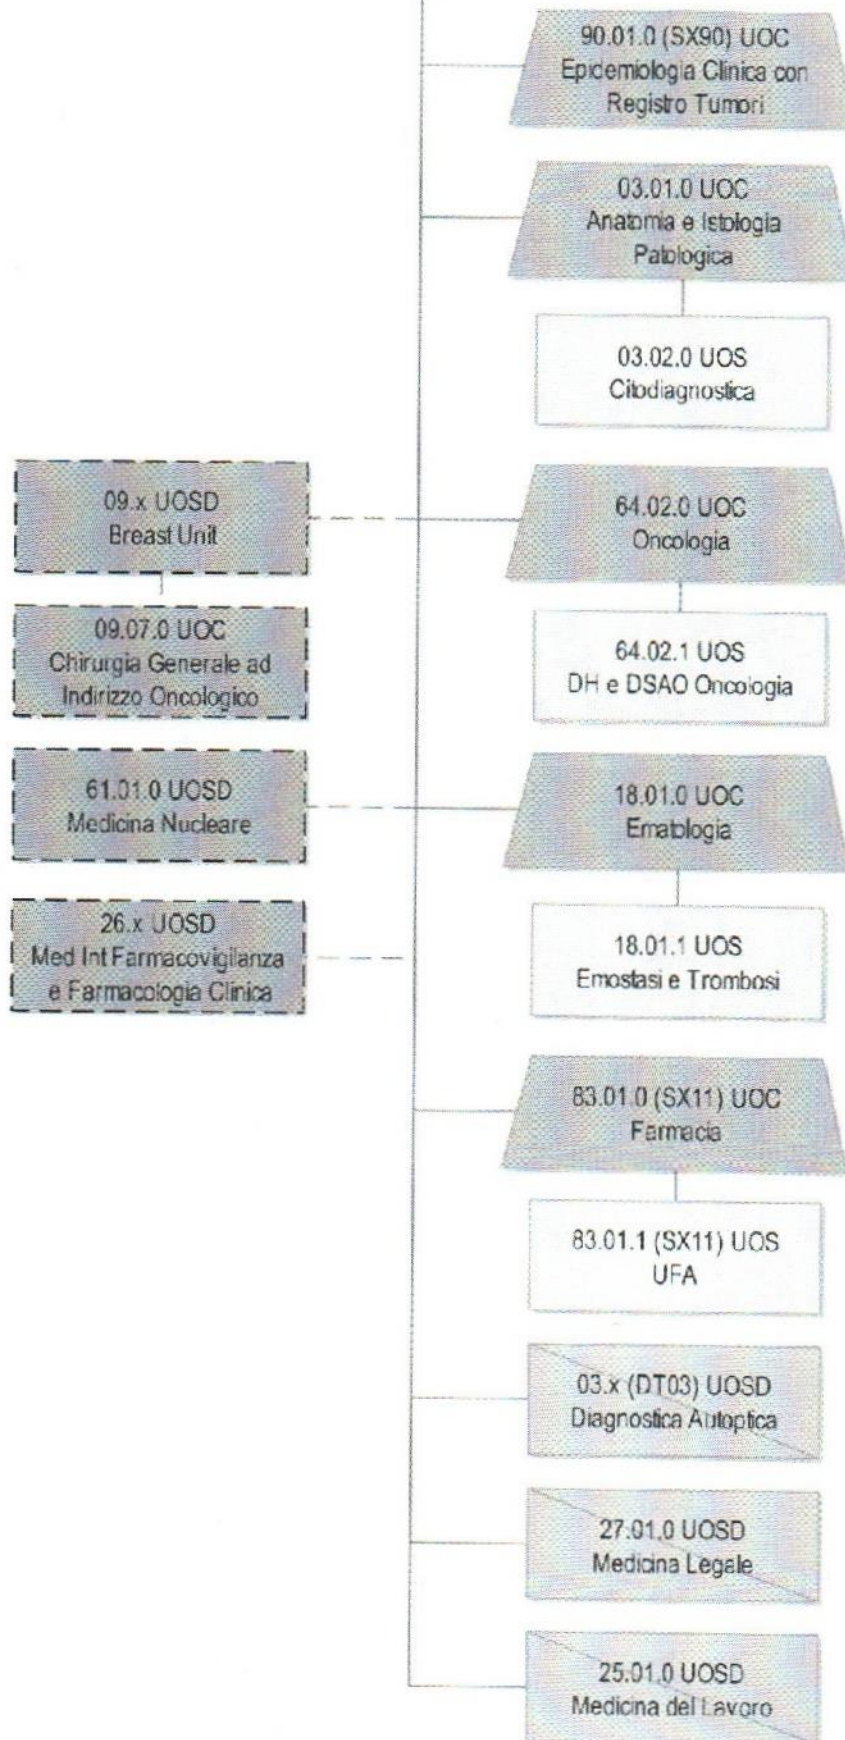 90.01.0 (SX90) UOC
Epidemiologia Clinica con
Registro Tumori
03.01.0 UOC
Anatomia e Istologia
Patologica
03.02.0 UOS
Citodiagnostica
09.x UOSD
Breast Unit
64.02.0 UOC
Oncologia
09.07.0 UOC
Chirurgia Generale ad
Indirizzo Oncologico
64.02.1 UOS
DH e DSAO Oncologia
61.01.0 UOSD
Medicina Nucleare
18.01.0 UOC
Ematologia
26.x UOSD
Med Int Farmacovigilanza
e Farmacologia Clinica
18.01.1 UOS
Emostasi e Trombosi
83.01.0 (SX11) UOC
Farmacia
83.01.1 (SX11) UOS
UFA
03.x (DT03) UOSD
Diagnostica Autoptica
27.01.0 UOSD
Medicina Legale
25.01.0 UOSD
Medicina del Lavoro